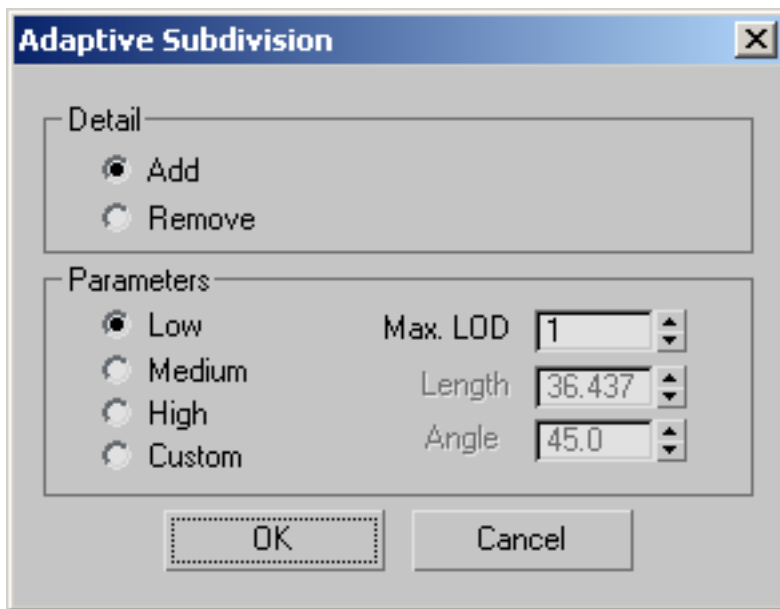 Adaptive Subdivision
Detail
Add
Remove
Parameters
Low
Max. LOD 1
Medium
Length 36.437
High
Angle 45.0
Custom
OK Cancel